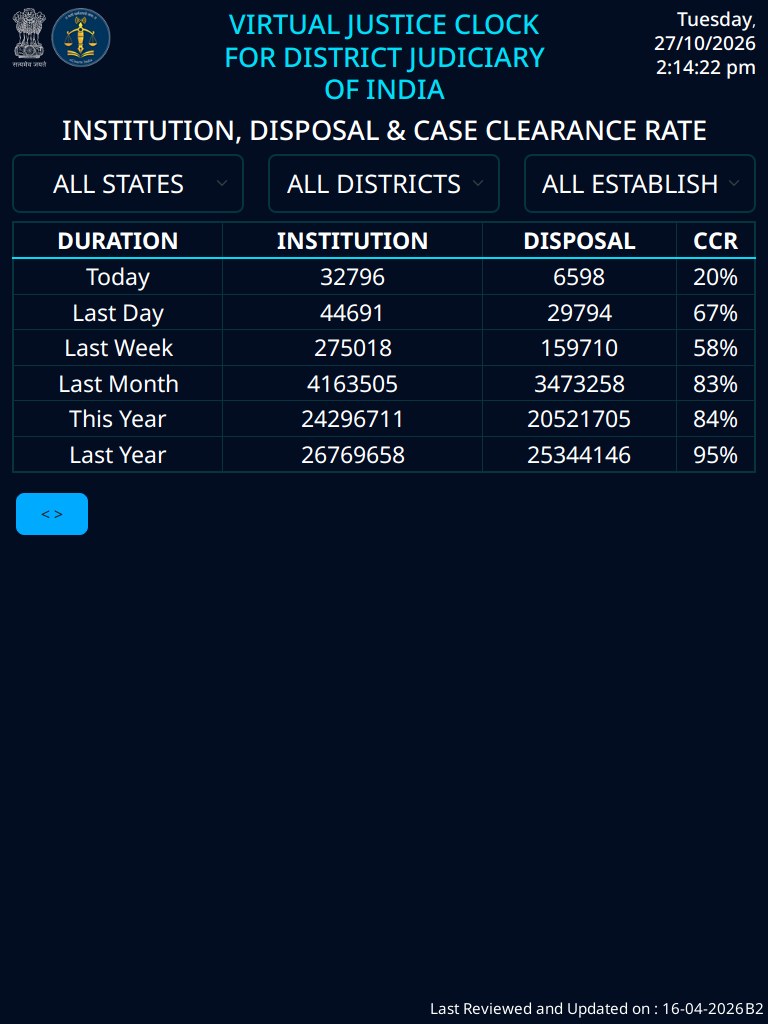 VIRTUAL JUSTICE CLOCK
FOR DISTRICT JUDICIARY
OF INDIA
Tuesday,
27/10/2026
2:14:22 pm
सत्यमेव जयते
INSTITUTION, DISPOSAL & CASE CLEARANCE RATE
ALL STATES ALL DISTRICTS ALL ESTABLISH
DURATION INSTITUTION DISPOSAL CCR
Today 32796 6598 20%
Last Day 44691 29794 67%
Last Week 275018 159710 58%
Last Month 4163505 3473258 83%
This Year 24296711 20521705 84%
Last Year 26769658 25344146 95%
< >
Last Reviewed and Updated on : 16-04-2026B2